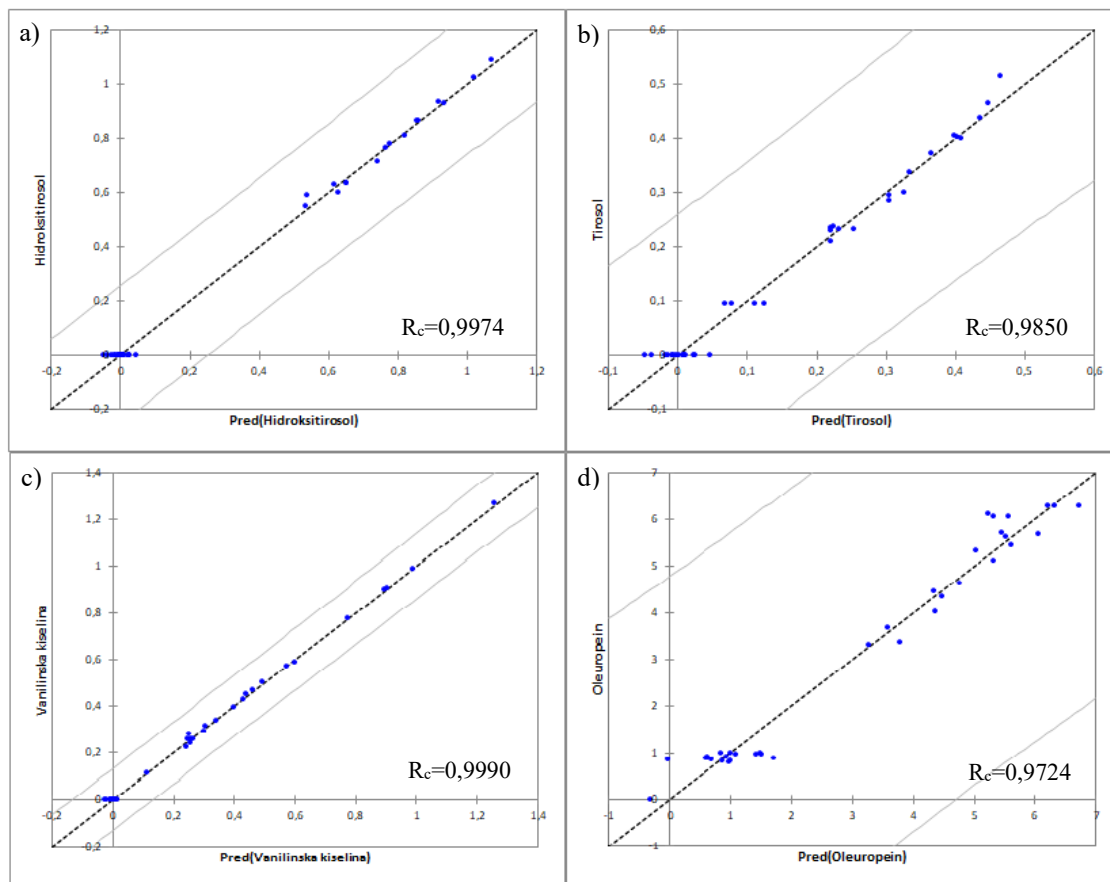 a)
1,2
1
0,8
0,6
0,4
0,2
0
-0,2
-0,2 0 0,2 0,4 0,6 0,8 1 1,2
Hidroksitirosol
Pred(Hidroksitirosol)
Rc=0,9974
b)
0,6
0,5
0,4
0,3
0,2
0,1
0
-0,1
-0,1 0 0,1 0,2 0,3 0,4 0,5 0,6
Tirosol
Pred(Tirosol)
Rc=0,9850
c)
1,4
1,2
1
0,8
0,6
0,4
0,2
0
-0,2
-0,2 0 0,2 0,4 0,6 0,8 1 1,2 1,4
Vanilinska kiselina
Pred(Vanilinska kiselina)
Rc=0,9990
d)
7
6
5
4
3
2
1
0
-1
-1 0 1 2 3 4 5 6 7
Oleuropein
Pred(Oleuropein)
Rc=0,9724